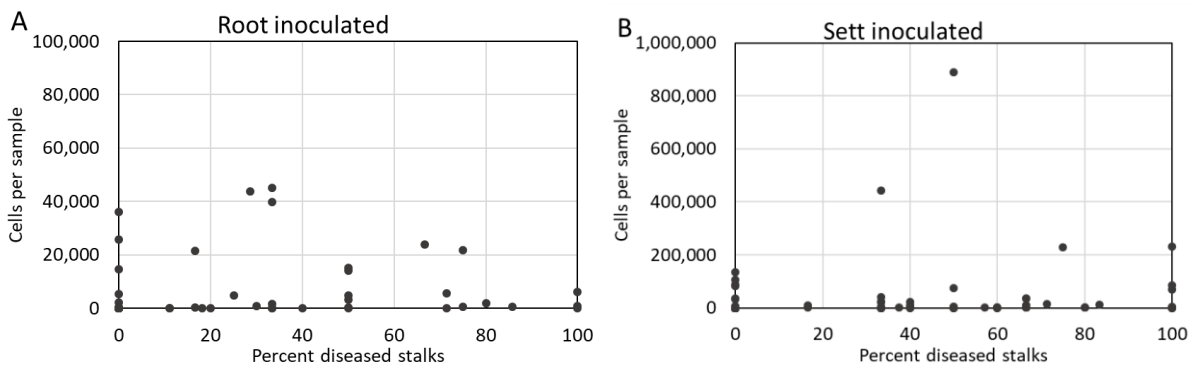 A
Root inoculated
100,000
80,000
60,000
40,000
20,000
0
Cells per sample
0 20 40 60 80 100
Percent diseased stalks
B
Sett inoculated
1,000,000
800,000
600,000
400,000
200,000
0
Cells per sample
0 20 40 60 80 100
Percent diseased stalks